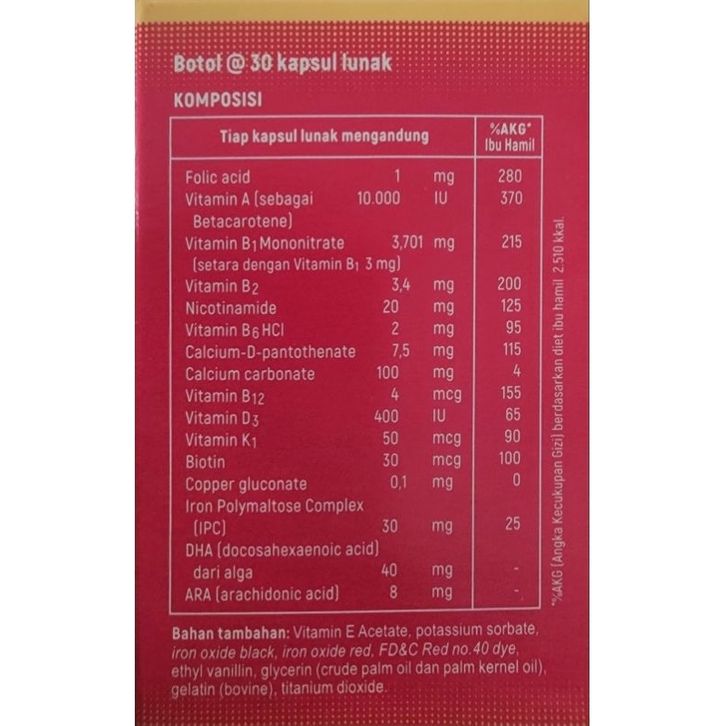 Botol @ 30 kapsul lunak
KOMPOSISI
Tiap kapsul lunak mengandung %AKG*
Ibu Hamil
Folic acid 1 mg 280
Vitamin A (sebagai 10.000 IU 370
Betacarotene)
Vitamin B1 Mononitrate 3,701 mg 215
(setara dengan Vitamin B1 3 mg)
Vitamin B2 3,4 mg 200
Nicotinamide 20 mg 125
Vitamin B6 HCl 2 mg 95
Calcium-D-pantothenate 7,5 mg 115
Calcium carbonate 100 mg 4
Vitamin B12 4 mcg 155
Vitamin D3 400 IU 65
Vitamin K1 50 mcg 90
Biotin 30 mcg 100
Copper gluconate 0,1 mg 0
Iron Polymaltose Complex
(IPC) 30 mg 25
DHA (docosahexaenoic acid)
dari alga 40 mg -
ARA (arachidonic acid) 8 mg -
*%AKG (Angka Kecukupan Gizi) berdasarkan diet ibu hamil 2.510 kkal.
Bahan tambahan: Vitamin E Acetate, potassium sorbate,
iron oxide black, iron oxide red, FD&C Red no.40 dye,
ethyl vanillin, glycerin (crude palm oil dan palm kernel oil),
gelatin (bovine), titanium dioxide.